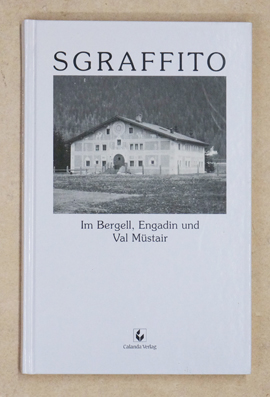 SGRAFFITO
Im Bergell, Engadin und
Val Müstair
Calanda Verlag